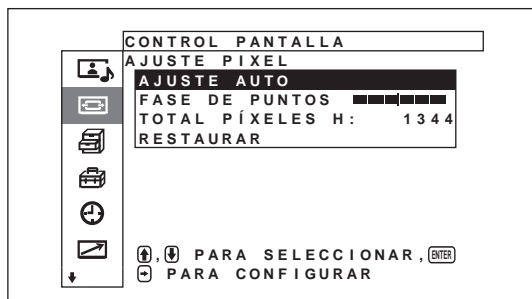 CONTROL PANTALLA
AJUSTE PIXEL
AJUSTE AUTO
FASE DE PUNTOS
TOTAL PÍXELES H: 1344
RESTAURAR
, PARA SELECCIONAR, ENTER
PARA CONFIGURAR